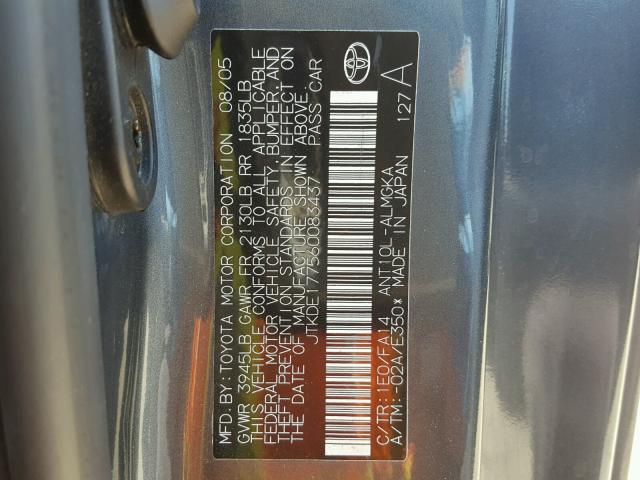 MFD.BY:TOYOTA MOTOR CORPORATION 08/05
GVWR 3945LB GAWR FR 2130LB RR 1835LB
THIS VEHICLE CONFORMS TO ALL APPLICABLE
FEDERAL MOTOR VEHICLE SAFETY,BUMPER,AND
THEFT PREVENTION STANDARDS IN EFFECT ON
THE DATE OF MANUFACTURE SHOWN ABOVE.
JTKDE177560083437 PASS CAR
C/TR:1E0/FA14 ANT10L-ALMGKA
A/TM:-02A/E350* MADE IN JAPAN
127 A